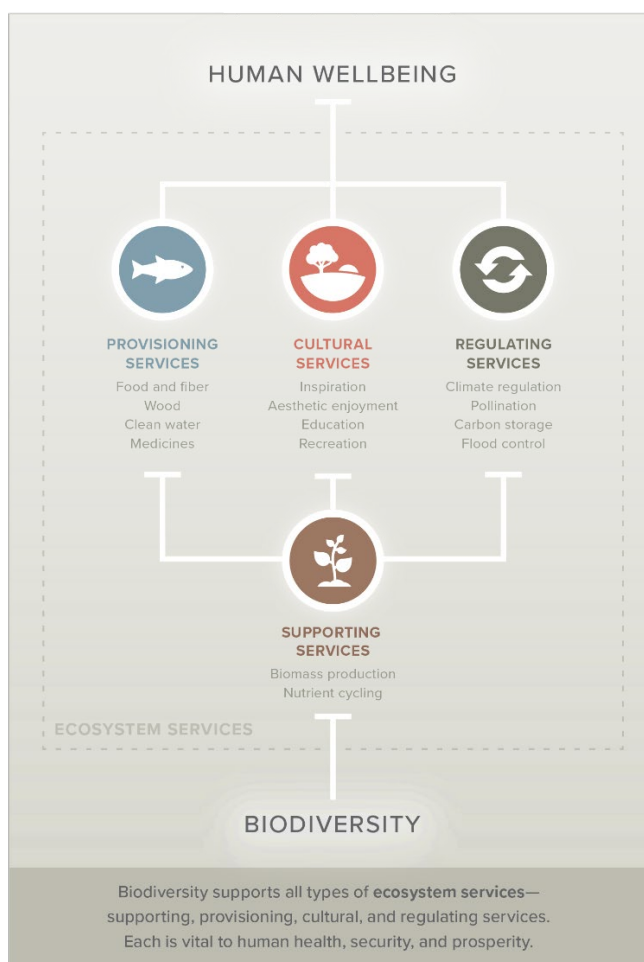 HUMAN WELLBEING
PROVISIONING
SERVICES
Food and fiber
Wood
Clean water
Medicines
CULTURAL
SERVICES
Inspiration
Aesthetic enjoyment
Education
Recreation
REGULATING
SERVICES
Climate regulation
Pollination
Carbon storage
Flood control
SUPPORTING
SERVICES
Biomass production
Nutrient cycling
ECOSYSTEM SERVICES
BIODIVERSITY
Biodiversity supports all types of ecosystem services—
supporting, provisioning, cultural, and regulating services.
Each is vital to human health, security, and prosperity.